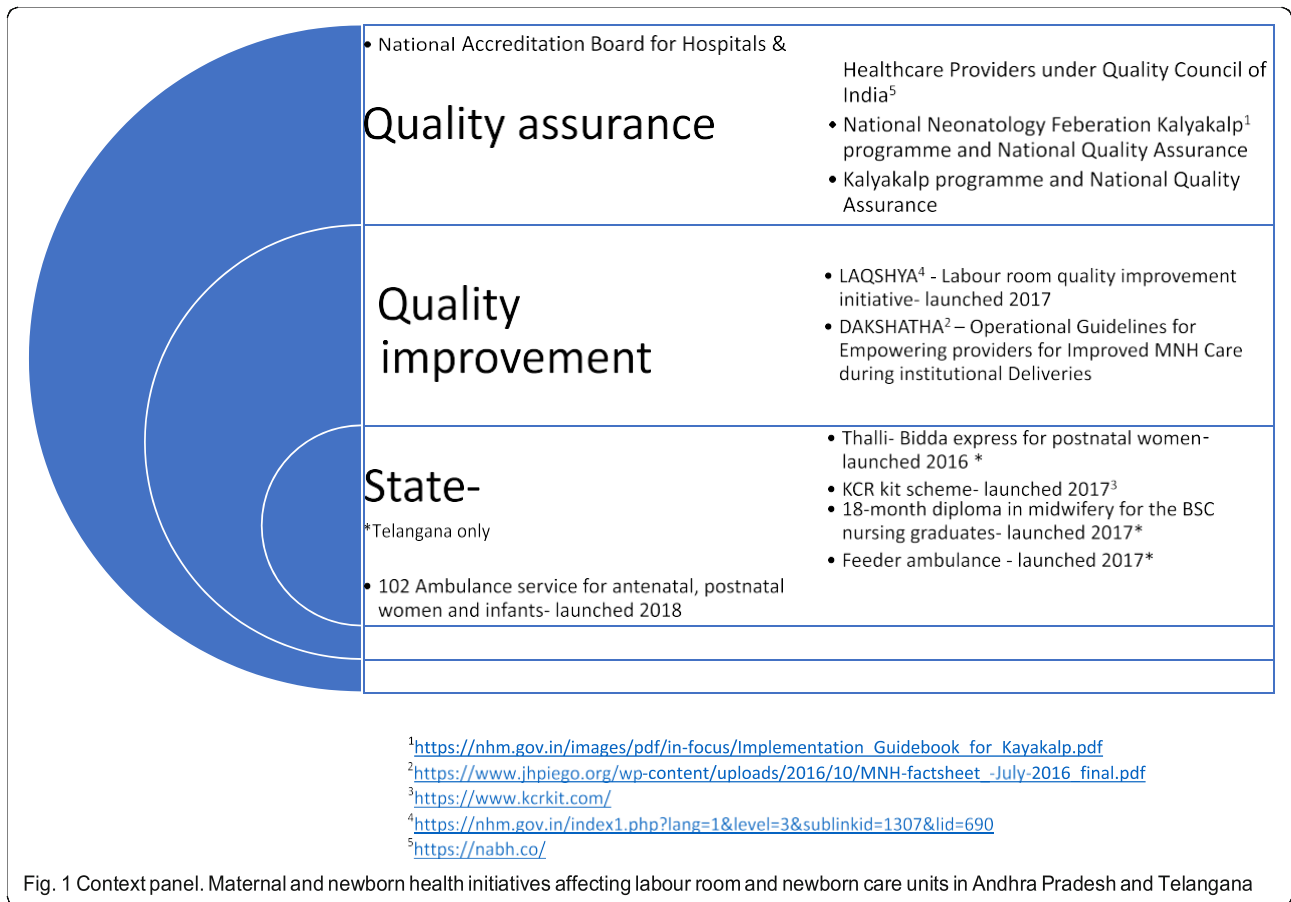 • National Accreditation Board for Hospitals &
Healthcare Providers under Quality Council of
India⁵
Quality assurance
• National Neonatology Feberation Kalyakalp¹
programme and National Quality Assurance
• Kalyakalp programme and National Quality
Assurance
Quality
improvement
• LAQSHYA⁴ - Labour room quality improvement
initiative- launched 2017
• DAKSHATHA² – Operational Guidelines for
Empowering providers for Improved MNH Care
during institutional Deliveries
State-
*Telangana only
• 102 Ambulance service for antenatal, postnatal
women and infants- launched 2018
• Thalli- Bidda express for postnatal women-
launched 2016 *
• KCR kit scheme- launched 2017³
• 18-month diploma in midwifery for the BSC
nursing graduates- launched 2017*
• Feeder ambulance - launched 2017*
¹https://nhm.gov.in/images/pdf/in-focus/Implementation_Guidebook_for_Kayakalp.pdf
²https://www.jhpiego.org/wp-content/uploads/2016/10/MNH-factsheet_-July-2016_final.pdf
³https://www.kcrkit.com/
⁴https://nhm.gov.in/index1.php?lang=1&level=3&sublinkid=1307&lid=690
⁵https://nabh.co/
Fig. 1 Context panel. Maternal and newborn health initiatives affecting labour room and newborn care units in Andhra Pradesh and Telangana